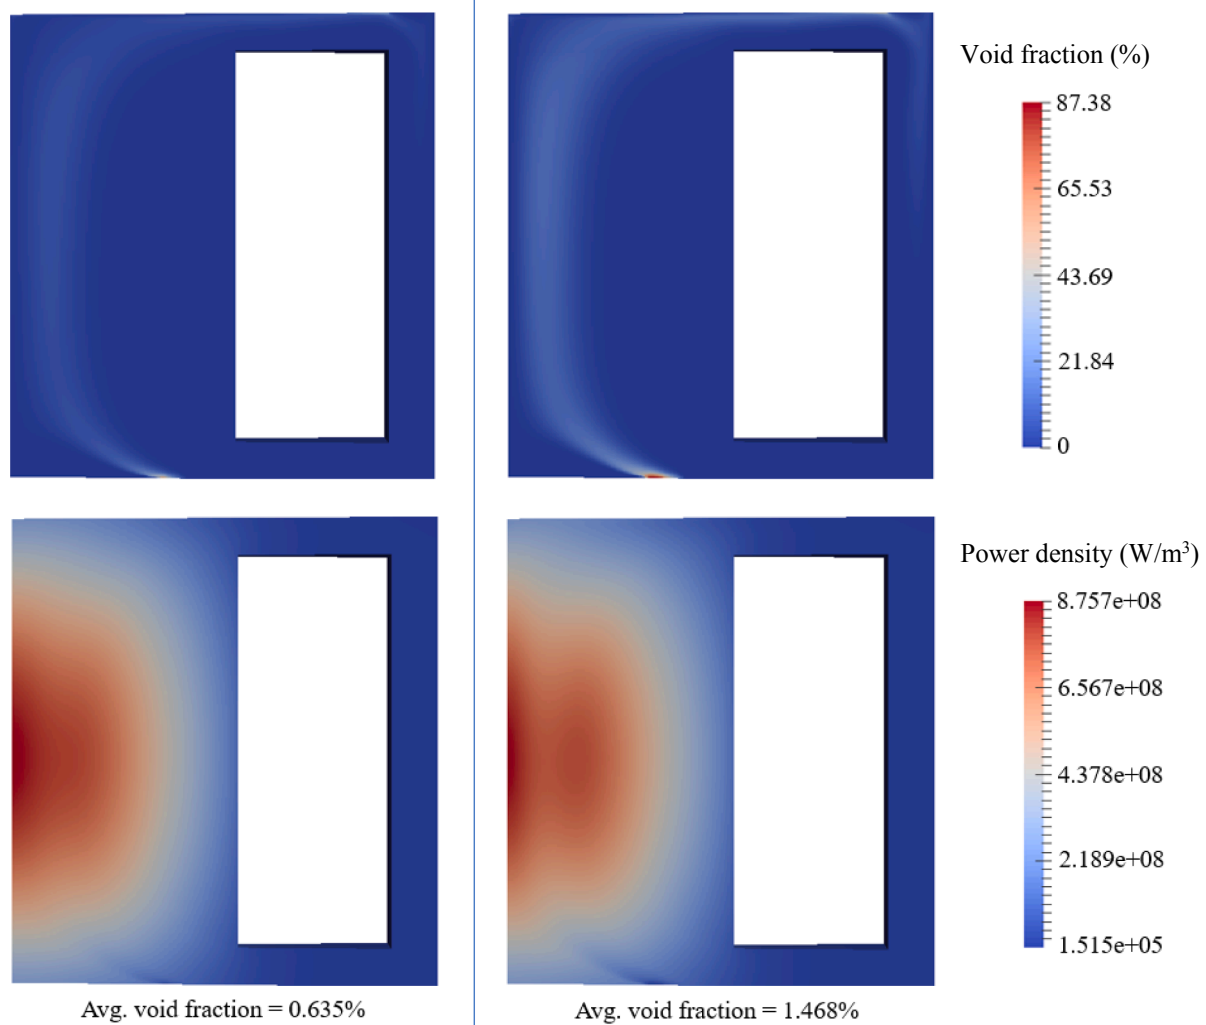 Void fraction (%)
87.38
65.53
43.69
21.84
0
Power density (W/m³)
8.757e+08
6.567e+08
4.378e+08
2.189e+08
1.515e+05
Avg. void fraction = 0.635%
Avg. void fraction = 1.468%